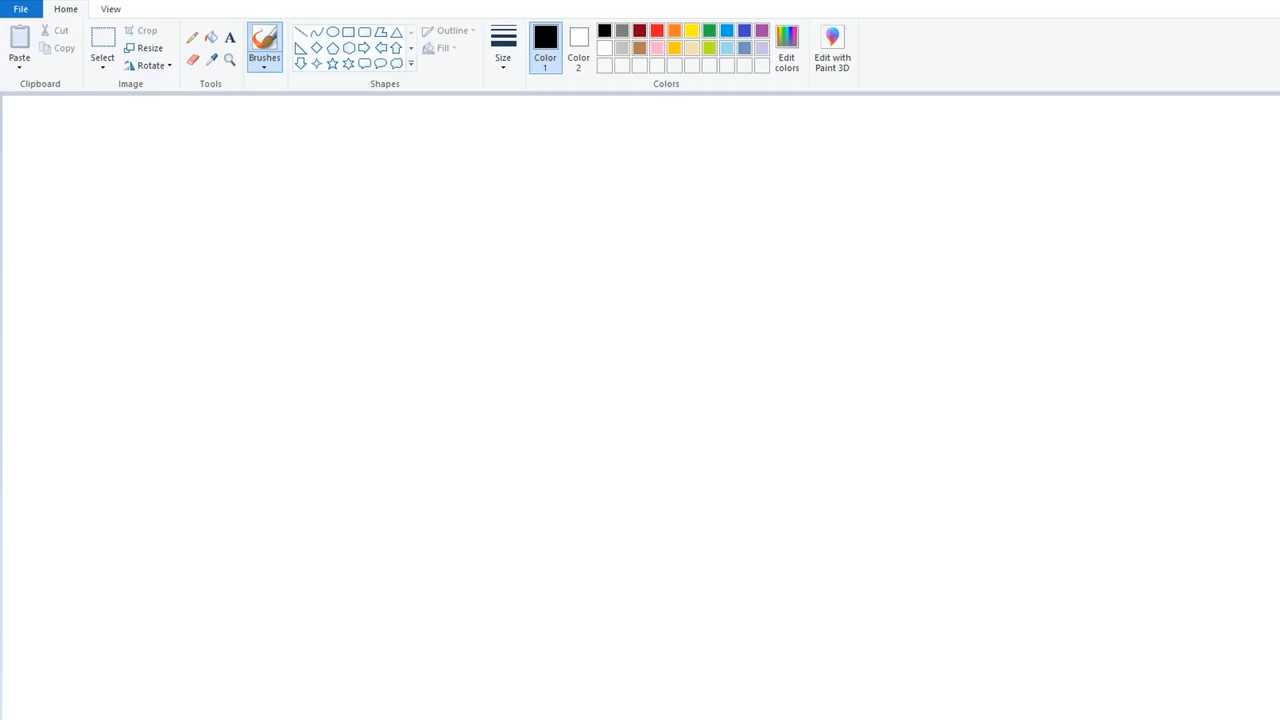 File Home View
Paste Cut Copy Clipboard
Select Crop Resize Rotate Image
A Tools
Brushes
Outline Fill Shapes
Size
Color 1 Color 2 Edit colors Colors
Edit with Paint 3D